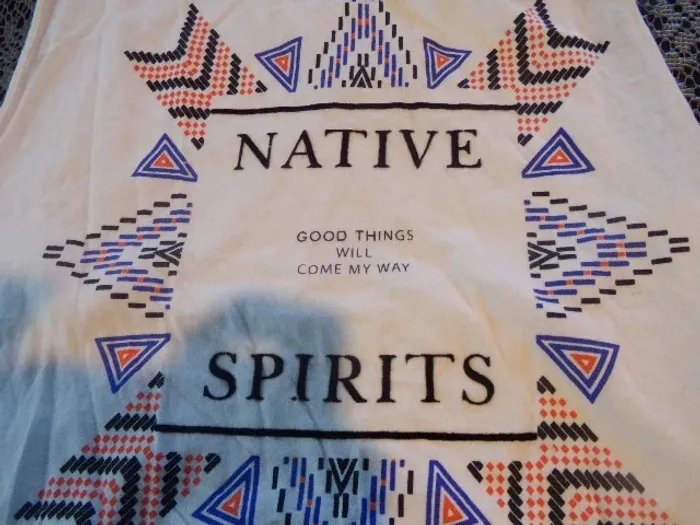 NATIVE
GOOD THINGS
WILL
COME MY WAY
SPIRITS